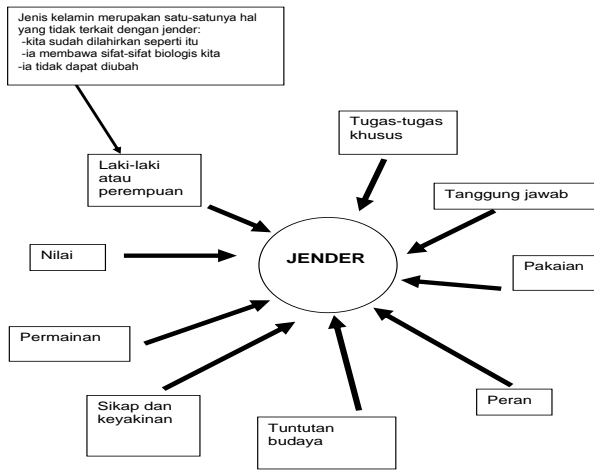 Jenis kelamin merupakan satu-satunya hal
yang tidak terkait dengan jender:
-kita sudah dilahirkan seperti itu
-ia membawa sifat-sifat biologis kita
-ia tidak dapat diubah
Tugas-tugas
khusus
Laki-laki
atau
perempuan
Tanggung jawab
Nilai
JENDER
Pakaian
Permainan
Sikap dan
keyakinan
Tuntutan
budaya
Peran